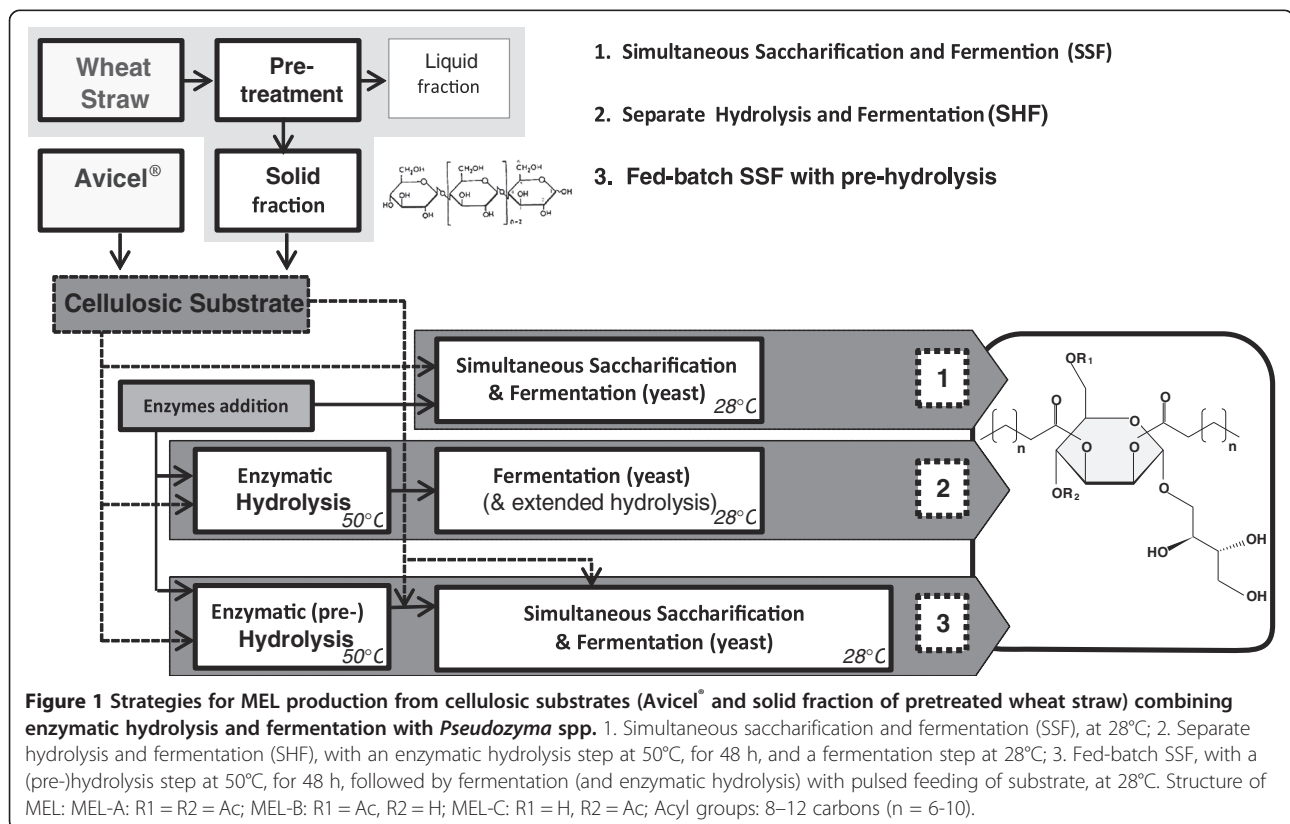 Wheat
Straw
Pre-
treatment
Liquid
fraction
Avicel®
Solid
fraction
1. Simultaneous Saccharification and Fermention (SSF)
2. Separate Hydrolysis and Fermentation (SHF)
3. Fed-batch SSF with pre-hydrolysis
Cellulosic Substrate
Enzymes addition
Simultaneous Saccharification
& Fermentation (yeast)
28°C
1
Enzymatic
Hydrolysis
50°C
Fermentation (yeast)
(& extended hydrolysis)
28°C
2
Enzymatic (pre-)
Hydrolysis
50°C
Simultaneous Saccharification
& Fermentation (yeast)
28°C
3
OR1
O
O
O
O
O
n
n
OR2
O
HO
OH
OH
Figure 1 Strategies for MEL production from cellulosic substrates (Avicel® and solid fraction of pretreated wheat straw) combining
enzymatic hydrolysis and fermentation with Pseudozyma spp. 1. Simultaneous saccharification and fermentation (SSF), at 28°C; 2. Separate
hydrolysis and fermentation (SHF), with an enzymatic hydrolysis step at 50°C, for 48 h, and a fermentation step at 28°C; 3. Fed-batch SSF, with a
(pre-)hydrolysis step at 50°C, for 48 h, followed by fermentation (and enzymatic hydrolysis) with pulsed feeding of substrate, at 28°C. Structure of
MEL: MEL-A: R1 = R2 = Ac; MEL-B: R1 = Ac, R2 = H; MEL-C: R1 = H, R2 = Ac; Acyl groups: 8–12 carbons (n = 6-10).